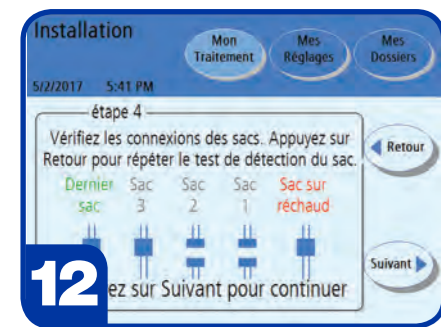 Installation
Mon Traitement
Mes Réglages
Mes Dossiers
5/2/2017 5:41 PM
étape 4
Vérifiez les connexions des sacs. Appuyez sur
Retour pour répéter le test de détection du sac.
Retour
Dernier sac
Sac 3
Sac 2
Sac 1
Sac sur réchaud
12
ez sur Suivant pour continuer
Suivant